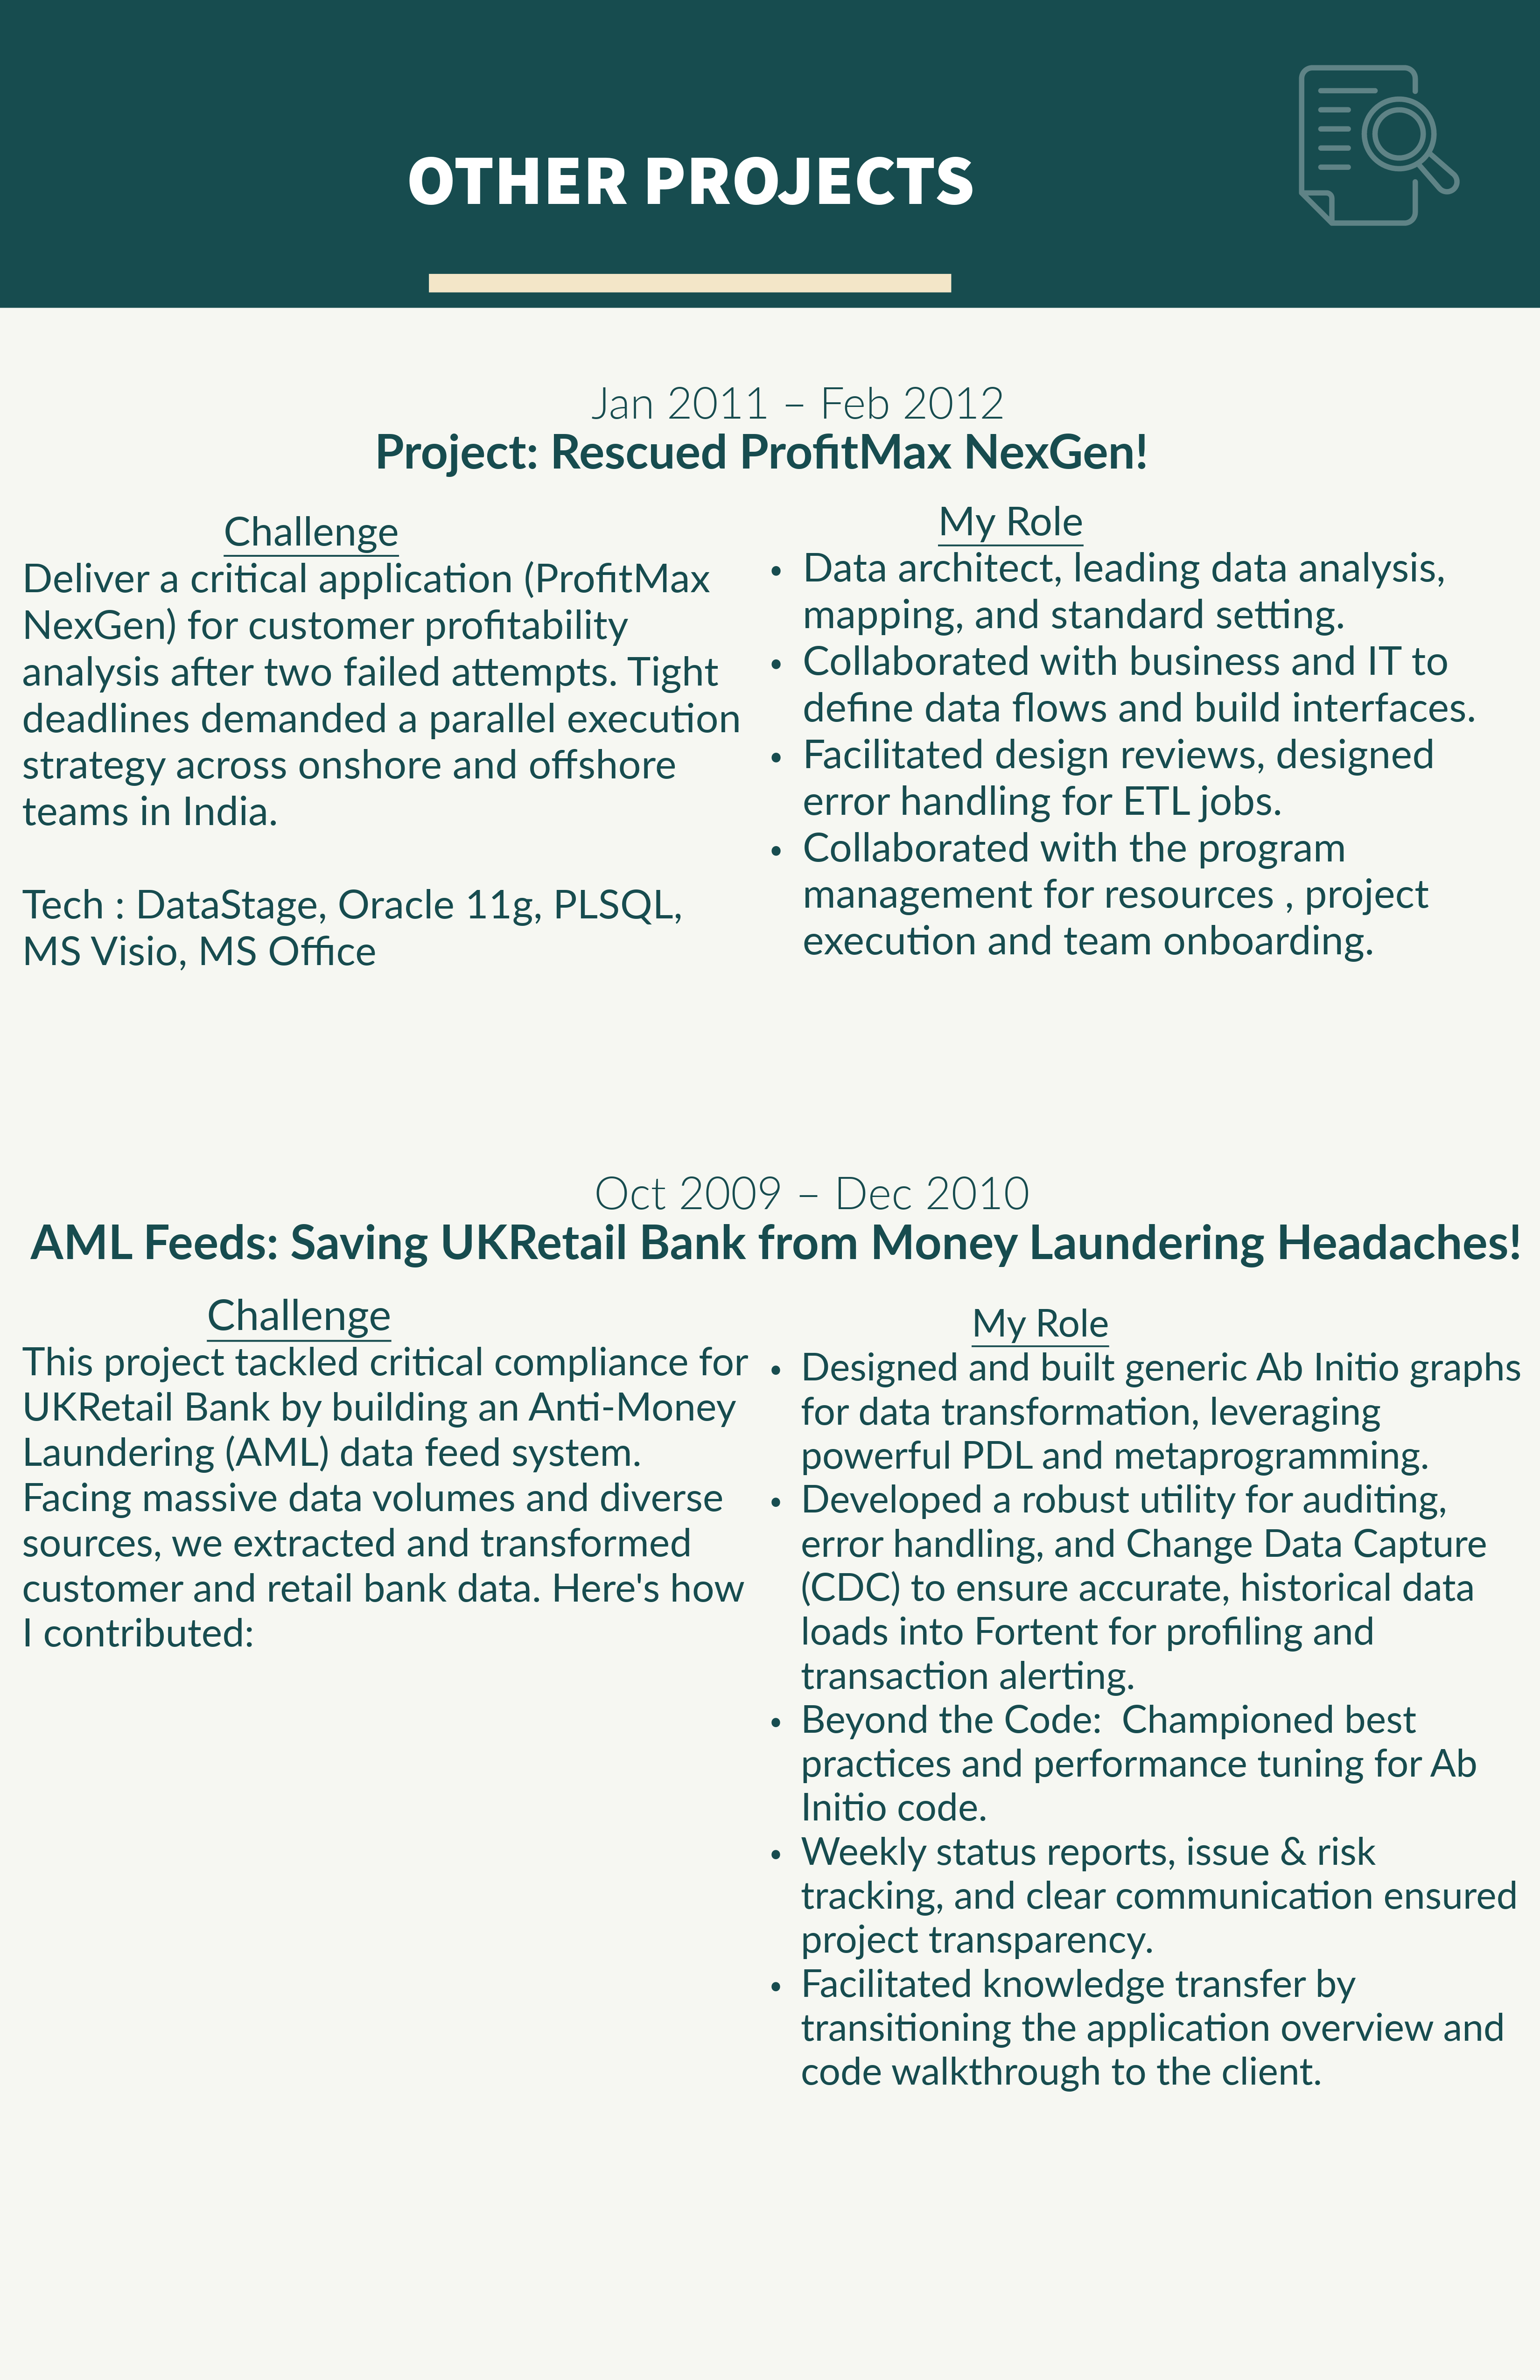 OTHER PROJECTS
Jan 2011 – Feb 2012
Project: Rescued ProfitMax NexGen!
Challenge
Deliver a critical application (ProfitMax
NexGen) for customer profitability
analysis after two failed attempts. Tight
deadlines demanded a parallel execution
strategy across onshore and offshore
teams in India.
Tech : DataStage, Oracle 11g, PLSQL,
MS Visio, MS Office
My Role
• Data architect, leading data analysis,
mapping, and standard setting.
• Collaborated with business and IT to
define data flows and build interfaces.
• Facilitated design reviews, designed
error handling for ETL jobs.
• Collaborated with the program
management for resources , project
execution and team onboarding.
Oct 2009 – Dec 2010
AML Feeds: Saving UKRetail Bank from Money Laundering Headaches!
Challenge
This project tackled critical compliance for
UKRetail Bank by building an Anti-Money
Laundering (AML) data feed system.
Facing massive data volumes and diverse
sources, we extracted and transformed
customer and retail bank data. Here's how
I contributed:
My Role
• Designed and built generic Ab Initio graphs
for data transformation, leveraging
powerful PDL and metaprogramming.
• Developed a robust utility for auditing,
error handling, and Change Data Capture
(CDC) to ensure accurate, historical data
loads into Fortent for profiling and
transaction alerting.
• Beyond the Code:  Championed best
practices and performance tuning for Ab
Initio code.
• Weekly status reports, issue & risk
tracking, and clear communication ensured
project transparency.
• Facilitated knowledge transfer by
transitioning the application overview and
code walkthrough to the client.